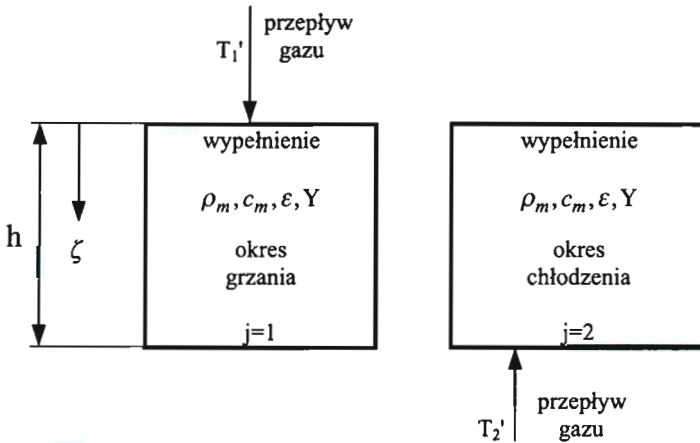 przepływ
gazu
T₁'
wypełnienie
ρₘ, cₘ, ε, Y
okres
grzania
j=1
h
ζ
wypełnienie
ρₘ, cₘ, ε, Y
okres
chłodzenia
j=2
T₂'
przepływ
gazu